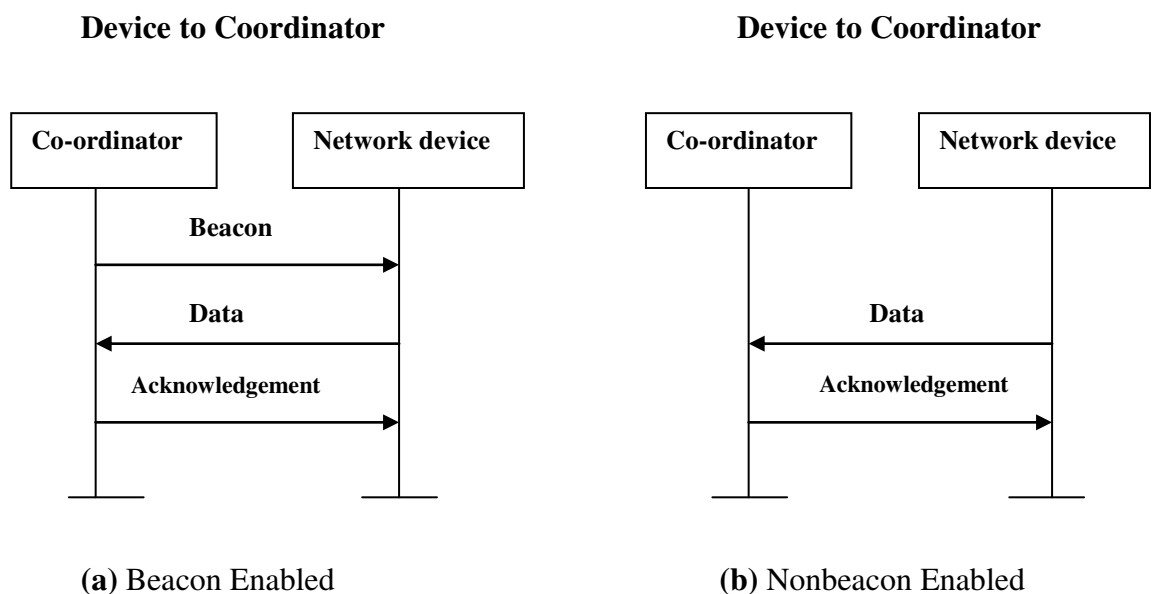 Device to Coordinator
Co-ordinator
Network device
Beacon
Data
Acknowledgement
(a) Beacon Enabled
Device to Coordinator
Co-ordinator
Network device
Data
Acknowledgement
(b) Nonbeacon Enabled